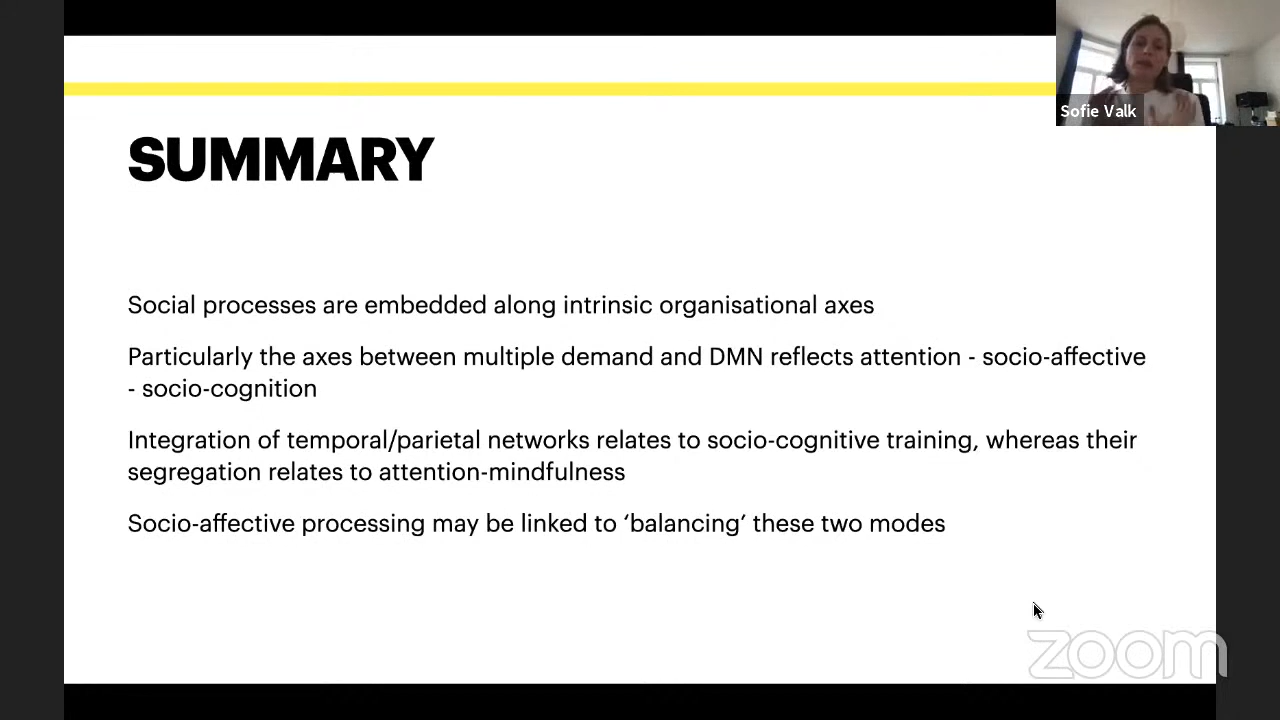 Sofie Valk
SUMMARY
Social processes are embedded along intrinsic organisational axes
Particularly the axes between multiple demand and DMN reflects attention - socio-affective
- socio-cognition
Integration of temporal/parietal networks relates to socio-cognitive training, whereas their
segregation relates to attention-mindfulness
Socio-affective processing may be linked to ‘balancing’ these two modes
zoom